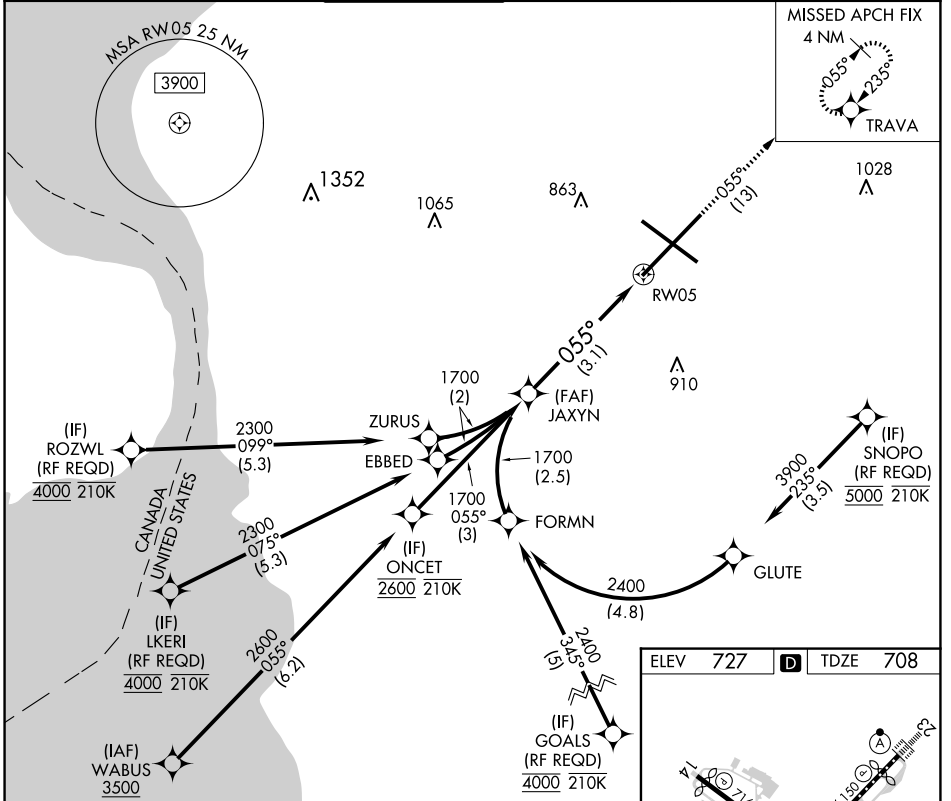 MSA RW05 25 NM
3900
MISSED APCH FIX
4 NM
055°
235°
TRAVA
1352
1065
863
1028
055°
(13)
RW05
055°
(3.1)
910
(FAF)
JAXYN
1700
(2)
ZURUS
EBBED
(IF)
ROZWL
(RF REQD)
4000 210K
2300
099°
(5.3)
1700
(2.5)
1700
055°
(3)
FORMN
(IF)
SNOPO
(RF REQD)
5000 210K
3900
235°
(3.5)
CANADA
UNITED STATES
2300
075°
(5.3)
(IF)
ONCET
2600 210K
GLUTE
2400
(4.8)
(IF)
LKERI
(RF REQD)
4000 210K
2600
055°
(6.2)
2400
345°
(5)
(IF)
GOALS
(RF REQD)
4000 210K
(IAF)
WABUS
3500
ELEV 727 D TDZE 708
A
23
P
150
14
P